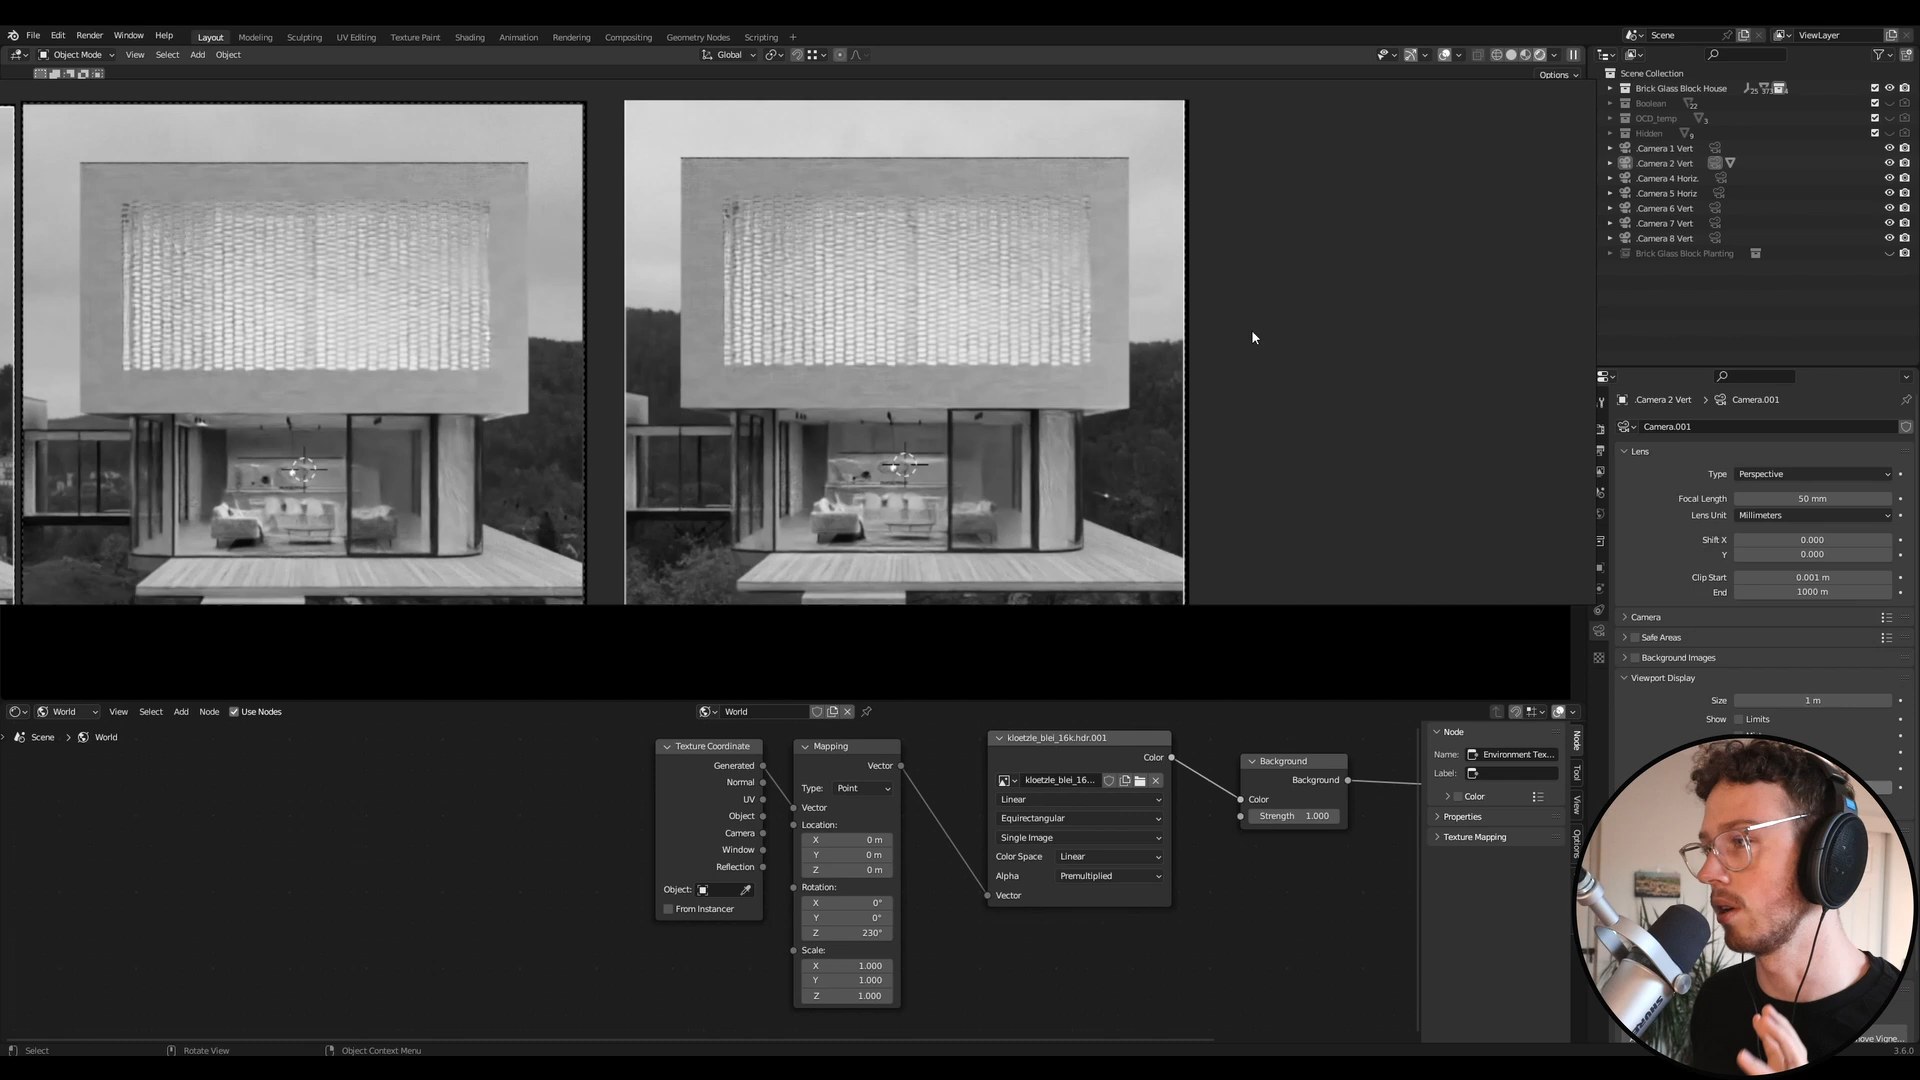 File Edit Render Window Help Layout Modeling Sculpting UV Editing Texture Paint Shading Animation Rendering Compositing Geometry Nodes Scripting + Scene ViewLayer
Object Mode View Select Add Object Global
Options
Scene Collection
Brick Glass Block House 25 373
Boolean 22
OCD_temp 3
Hidden 9
.Camera 1 Vert
.Camera 2 Vert
.Camera 4 Horiz.
.Camera 5 Horiz
.Camera 6 Vert
.Camera 7 Vert
.Camera 8 Vert
Brick Glass Block Planting
.Camera 2 Vert > Camera.001
Camera.001
Lens
Type Perspective
Focal Length 50 mm
Lens Unit Millimeters
Shift X 0.000
Y 0.000
Clip Start 0.001 m
End 1000 m
Camera
Safe Areas
Background Images
Viewport Display
Size 1 m
Show Limits
World View Select Add Node Use Nodes World
Scene > World
Texture Coordinate
Generated
Normal
UV
Object
Camera
Window
Reflection
Object:
From Instancer
Mapping
Vector
Type: Point
Vector
Location:
X 0 m
Y 0 m
Z 0 m
Rotation:
X 0°
Y 0°
Z 230°
Scale:
X 1.000
Y 1.000
Z 1.000
kloetzle_blei_16k.hdr.001
Color
kloetzle_blei_16...
Linear
Equirectangular
Single Image
Color Space Linear
Alpha Premultiplied
Vector
Background
Background
Color
Strength 1.000
Node
Name: Environment Tex...
Label:
Color
Properties
Texture Mapping
Node
Tool
View
Options
SHURE
Select Rotate View Object Context Menu 3.6.0